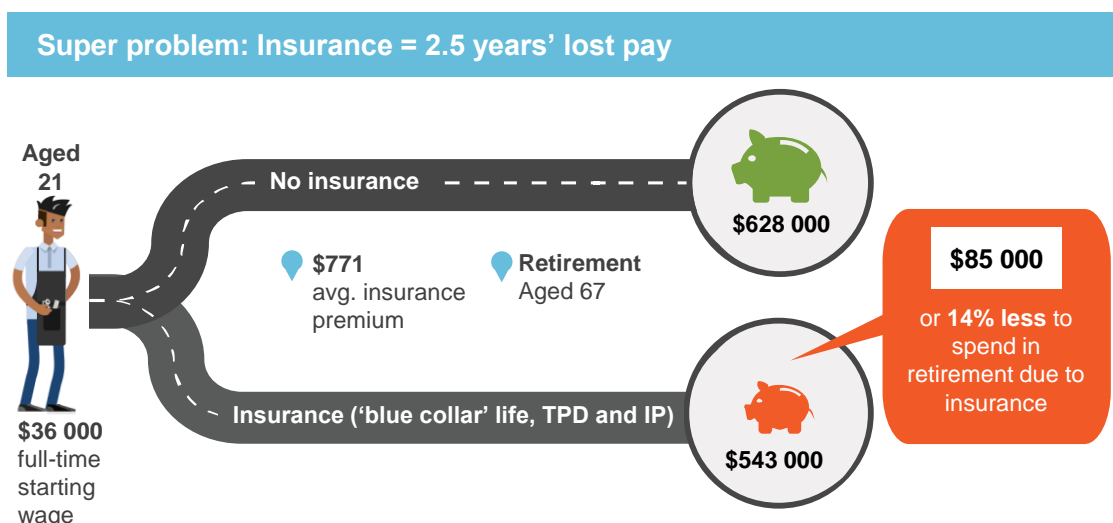 Super problem: Insurance = 2.5 years’ lost pay
Aged
21
$36 000
full-time
starting
wage
No insurance
$771
avg. insurance
premium
Retirement
Aged 67
Insurance (‘blue collar’ life, TPD and IP)
$628 000
$543 000
$85 000
or 14% less to
spend in
retirement due to
insurance